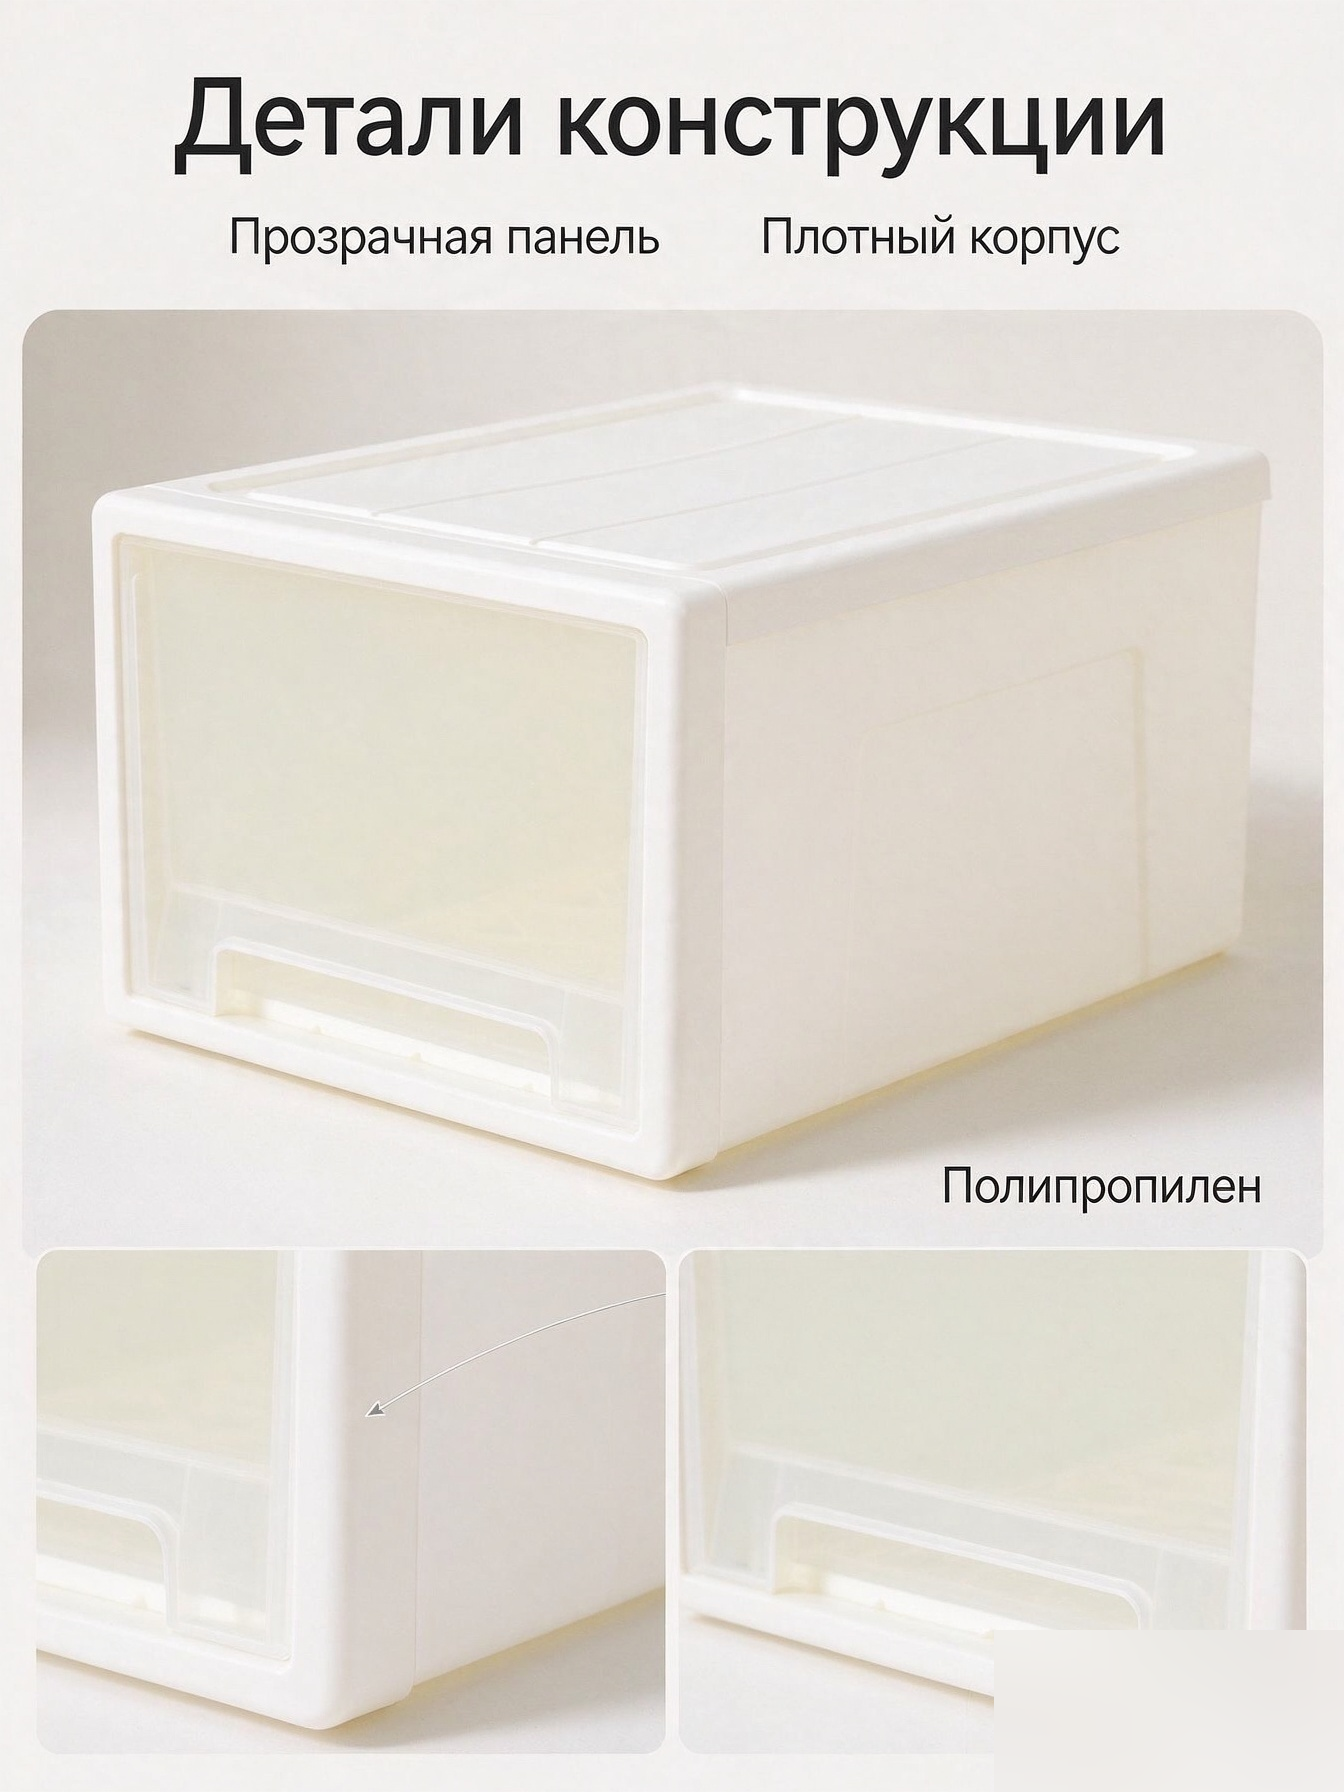 Детали конструкции
Прозрачная панель
Плотный корпус
Полипропилен